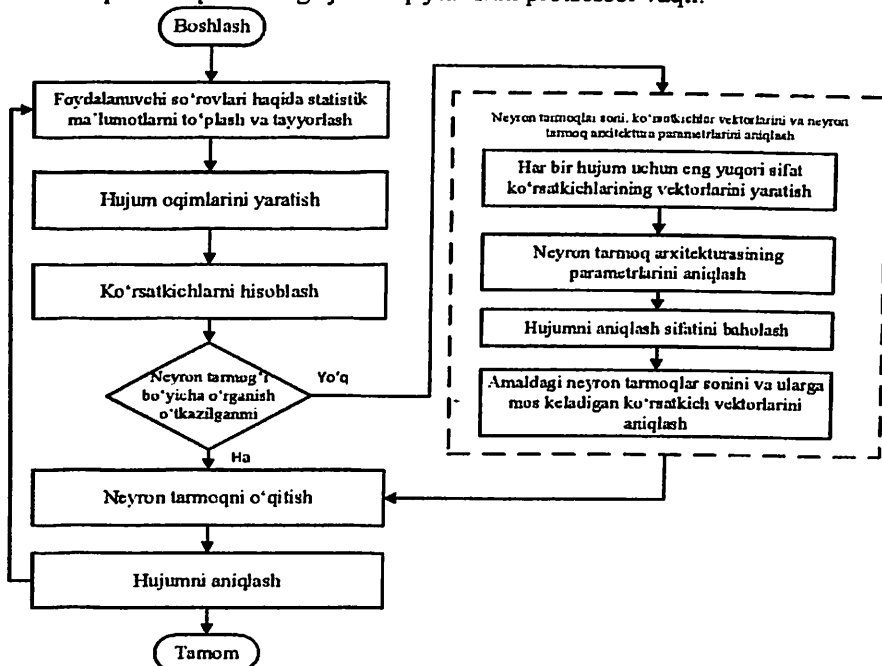 Boshlash
Foydalanuvchi so‘rovlari haqida statistik
ma’lumotlarni to‘plash va tayyorlash
Hujum oqimlarini yaratish
Ko‘rsatkichlarni hisoblash
Neyron tarmog‘i
bo‘yicha o‘rganish
o‘tkazilganmi
Yo‘q
Ha
Neyron tarmoqni o‘qitish
Hujumni aniqlash
Tamom
Neyron tarmoqlar soni, ko‘rsatkichlar vektorlarini va neyron
tarmoq arxitektura parametrlarini aniqlash
Har bir hujum uchun eng yuqori sifat
ko‘rsatkichlarining vektorlarini yaratish
Neyron tarmoq arxitekturasining
parametrlarini aniqlash
Hujumni aniqlash sifatini baholash
Amaldagi neyron tarmoqlar sonini va ularga
mos keladigan ko‘rsatkich vektorlarini
aniqlash